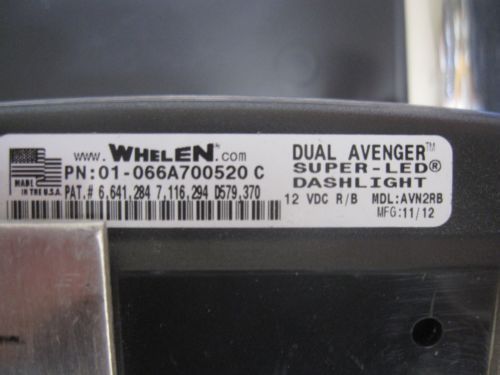 www. WHELEN .com
PN:01-066A700520 C
MADE
IN THE U.S.A.
PAT.# 6,641,284 7,116,294 D579,370
DUAL AVENGER™
SUPER-LED®
DASHLIGHT
12 VDC R/B MDL:AVN2RB
MFG:11/12